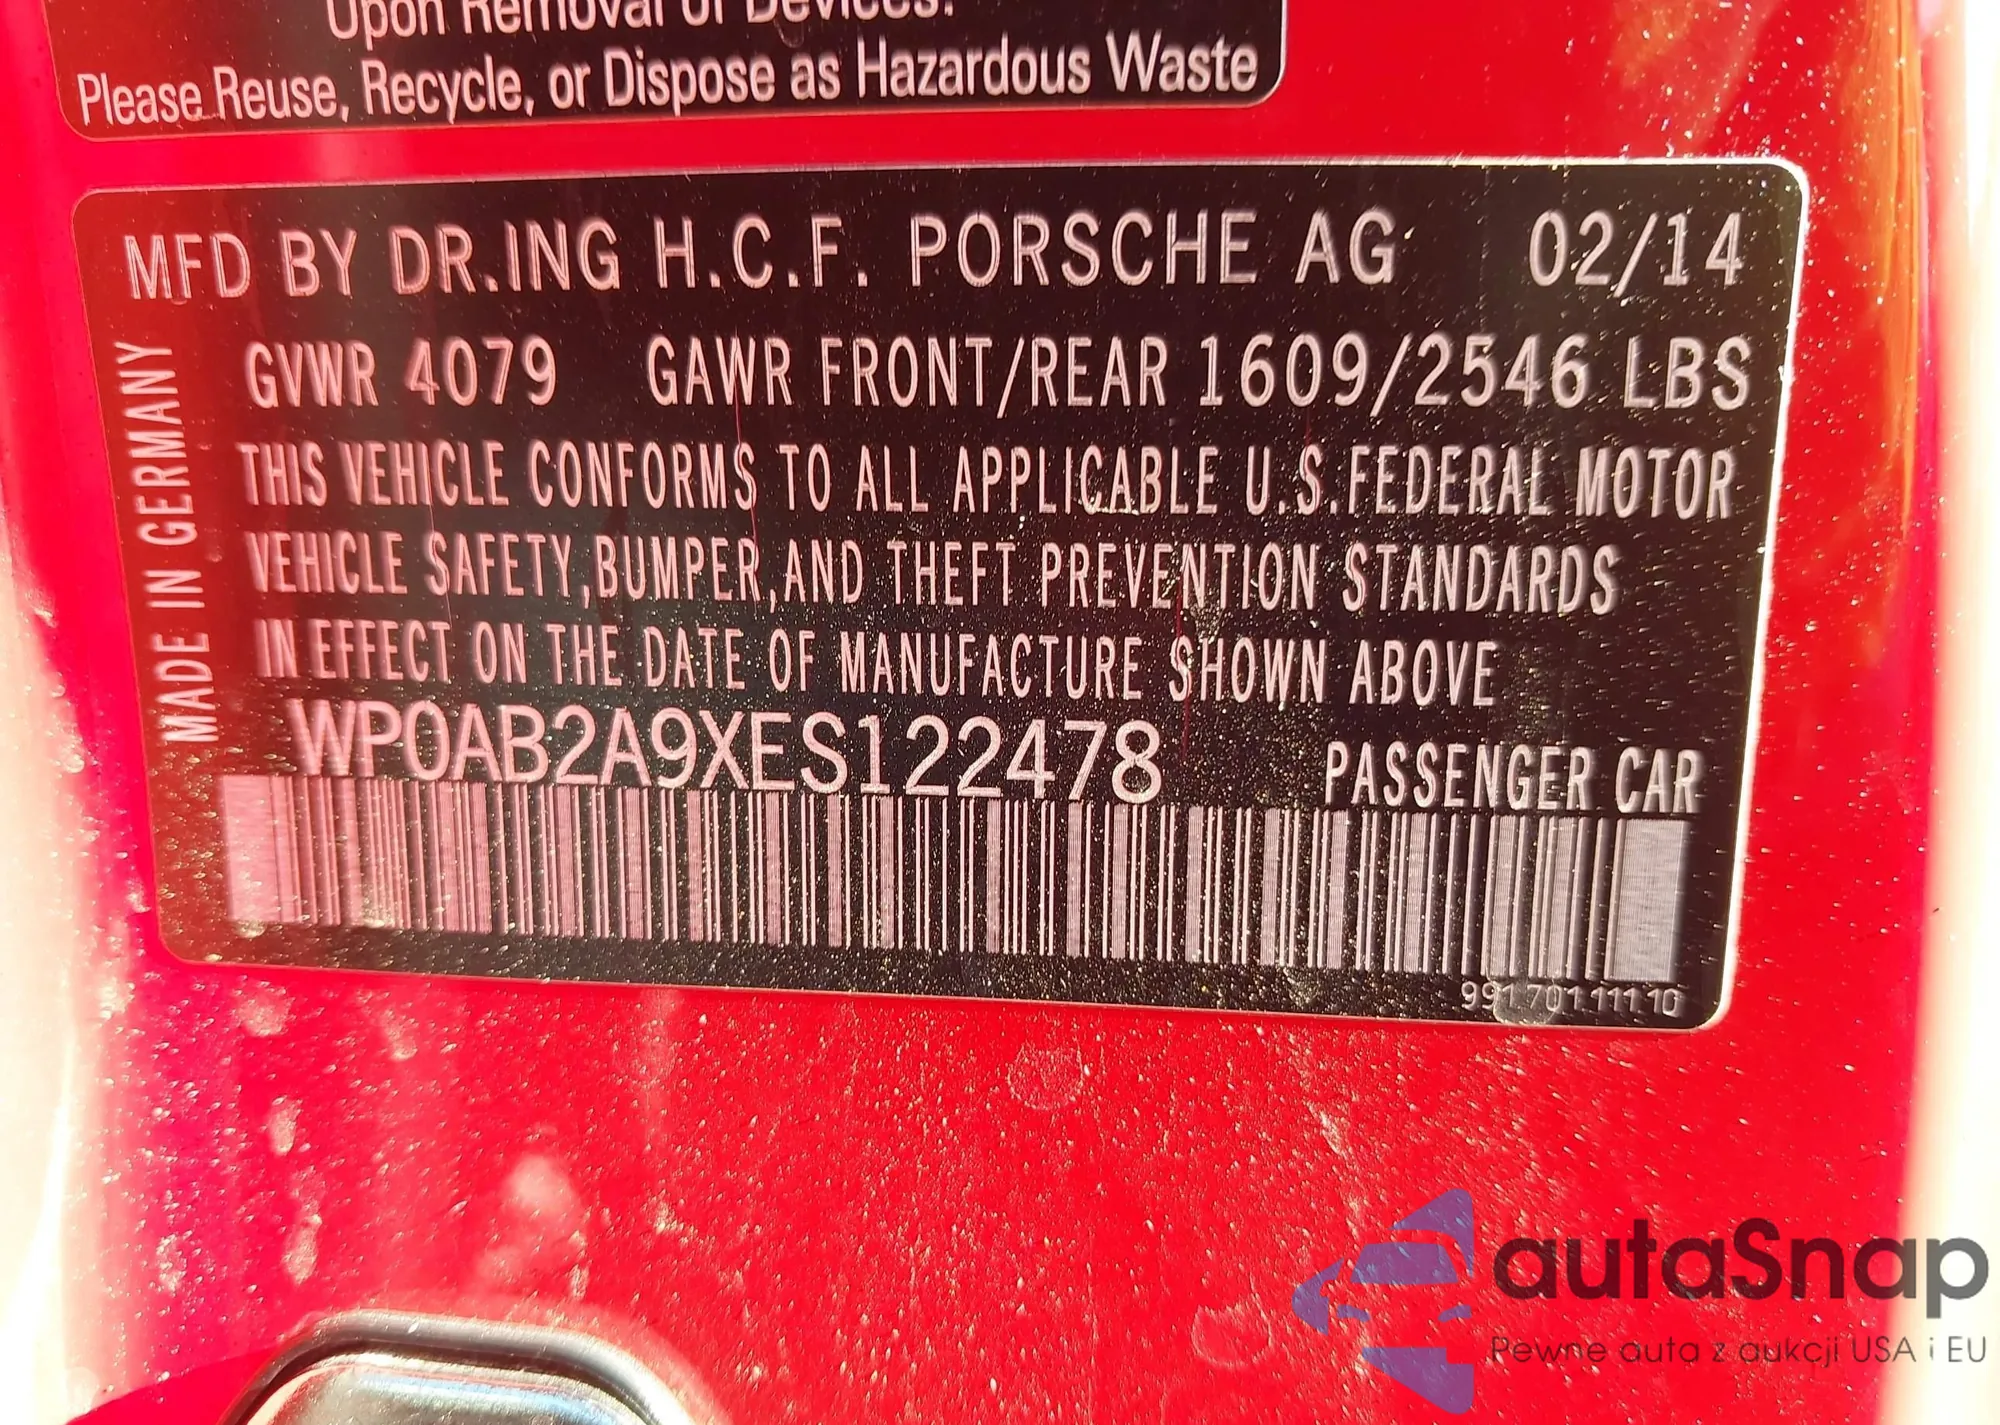 Upon Removal of Devices.
Please Reuse, Recycle, or Dispose as Hazardous Waste
MFD BY DR.ING H.C.F. PORSCHE AG 02/14
GVWR 4079 GAWR FRONT/REAR 1609/2546 LBS
THIS VEHICLE CONFORMS TO ALL APPLICABLE U.S.FEDERAL MOTOR
VEHICLE SAFETY,BUMPER,AND THEFT PREVENTION STANDARDS
IN EFFECT ON THE DATE OF MANUFACTURE SHOWN ABOVE
WP0AB2A9XES122478 PASSENGER CAR
991 701 111 10
MADE IN GERMANY
autaSnap
Pewne auta z aukcji USA i EU